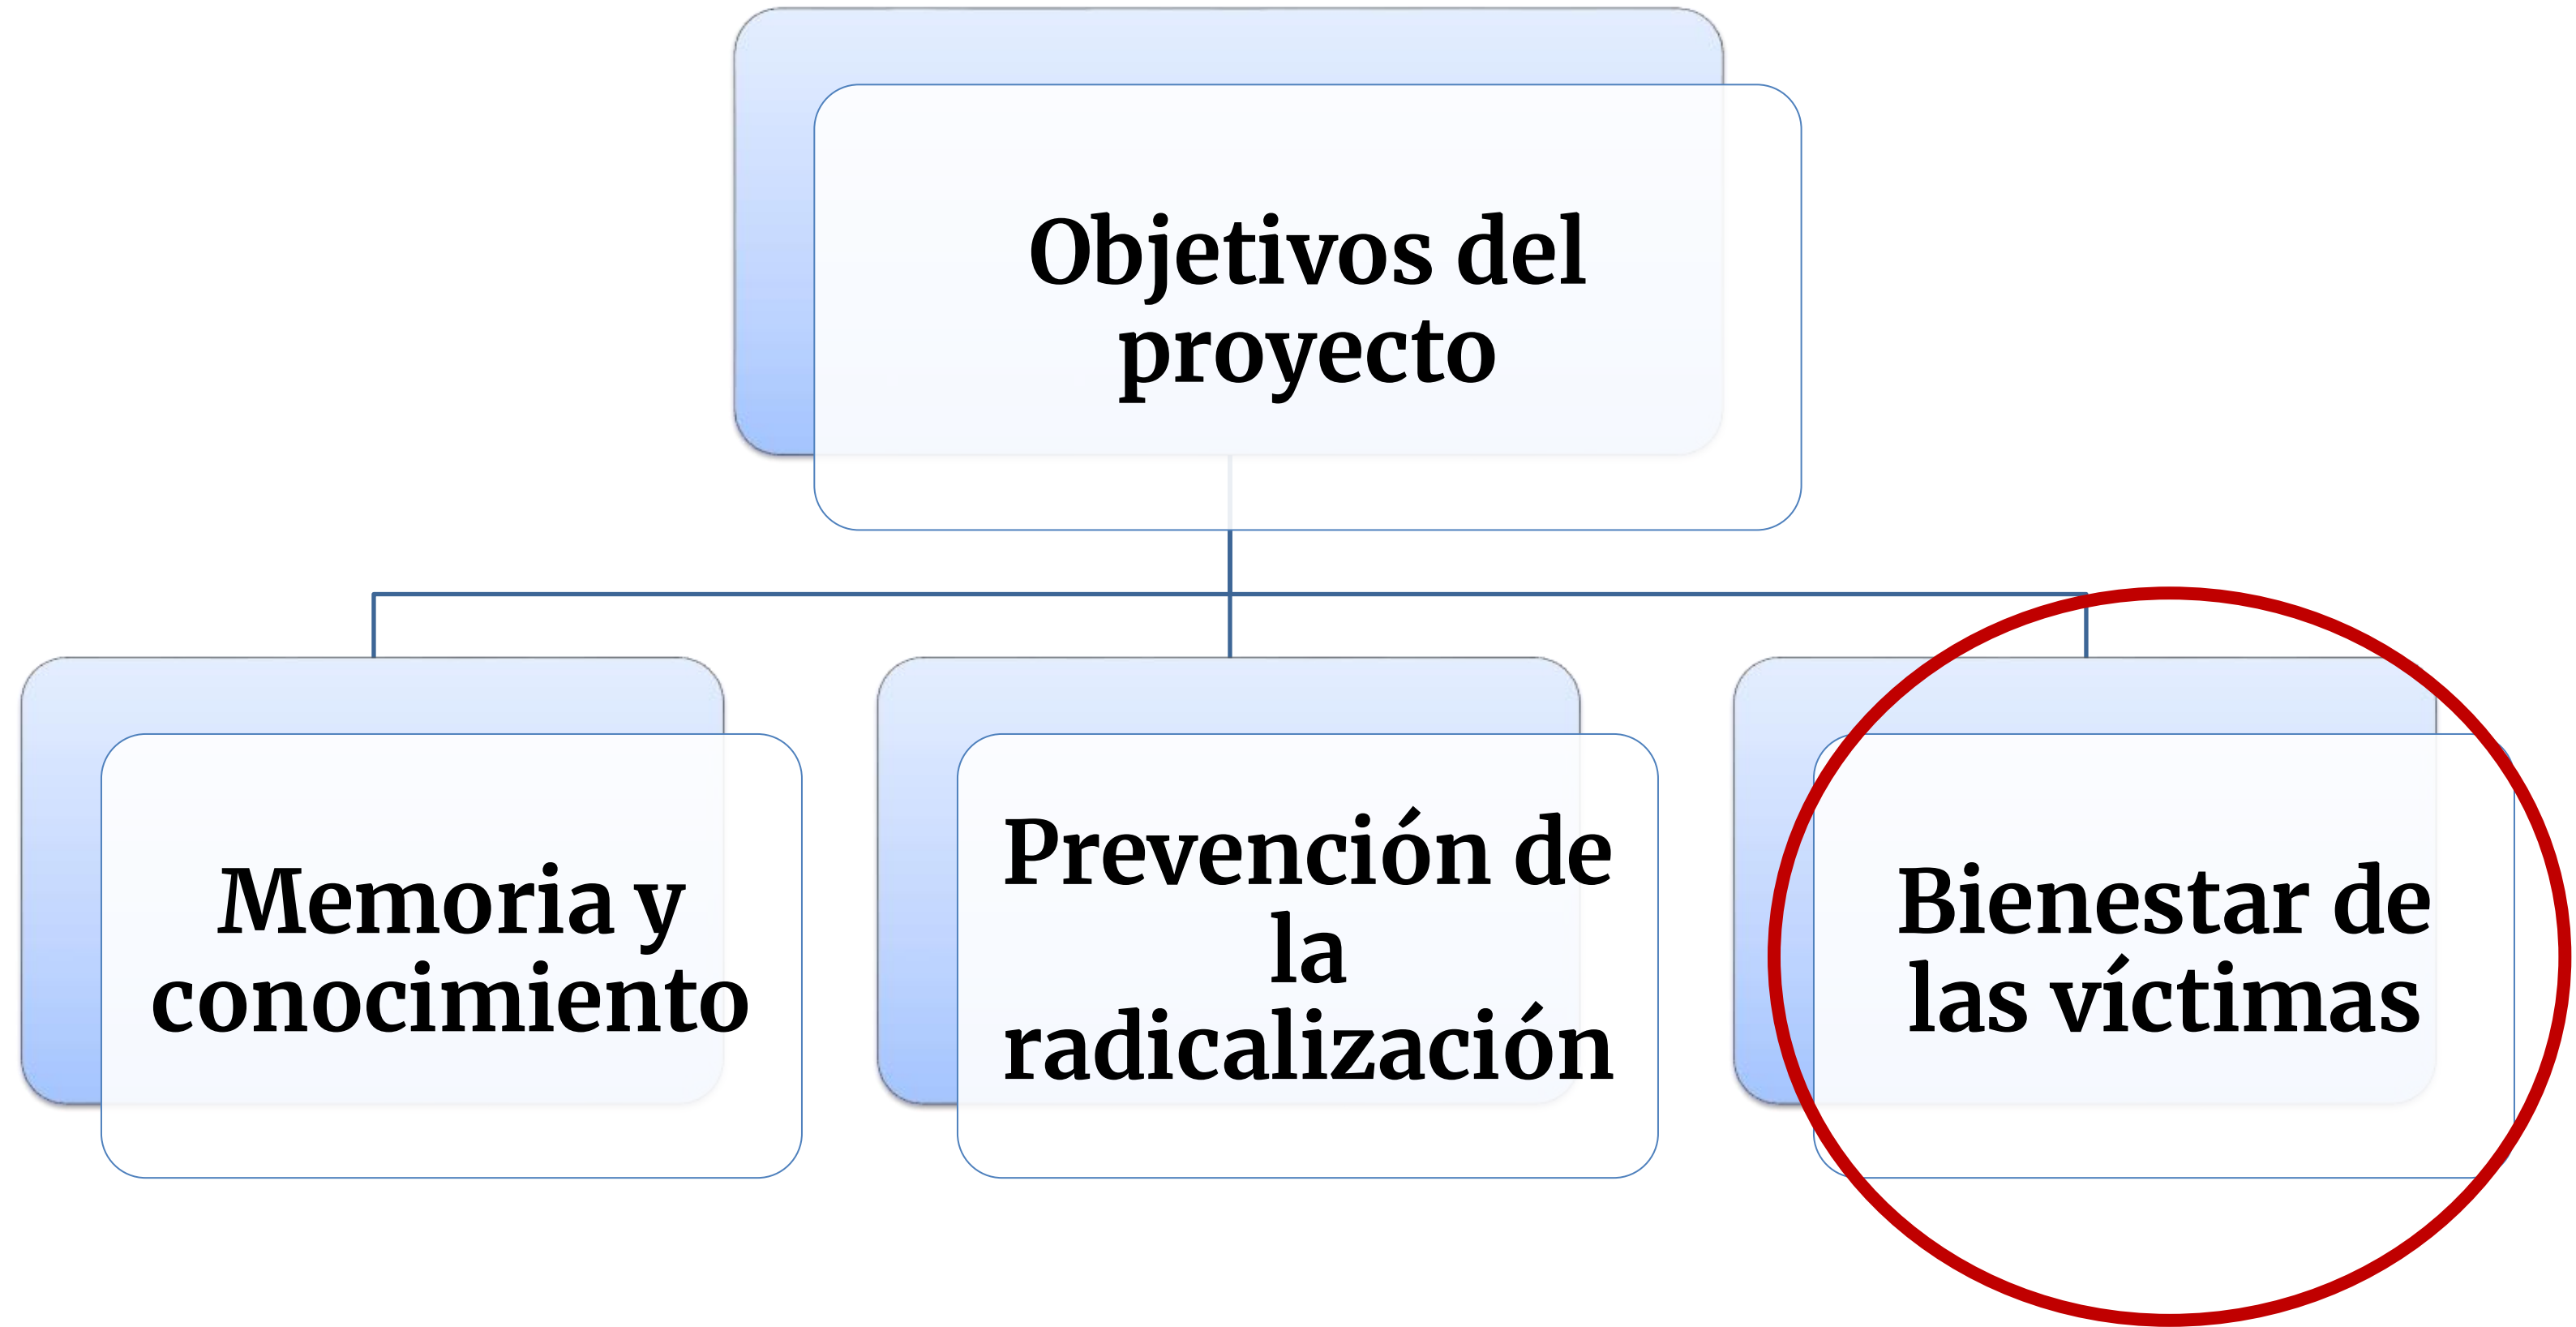 Objetivos del
proyecto
Memoria y
conocimiento
Prevención de
la
radicalización
Bienestar de
las víctimas